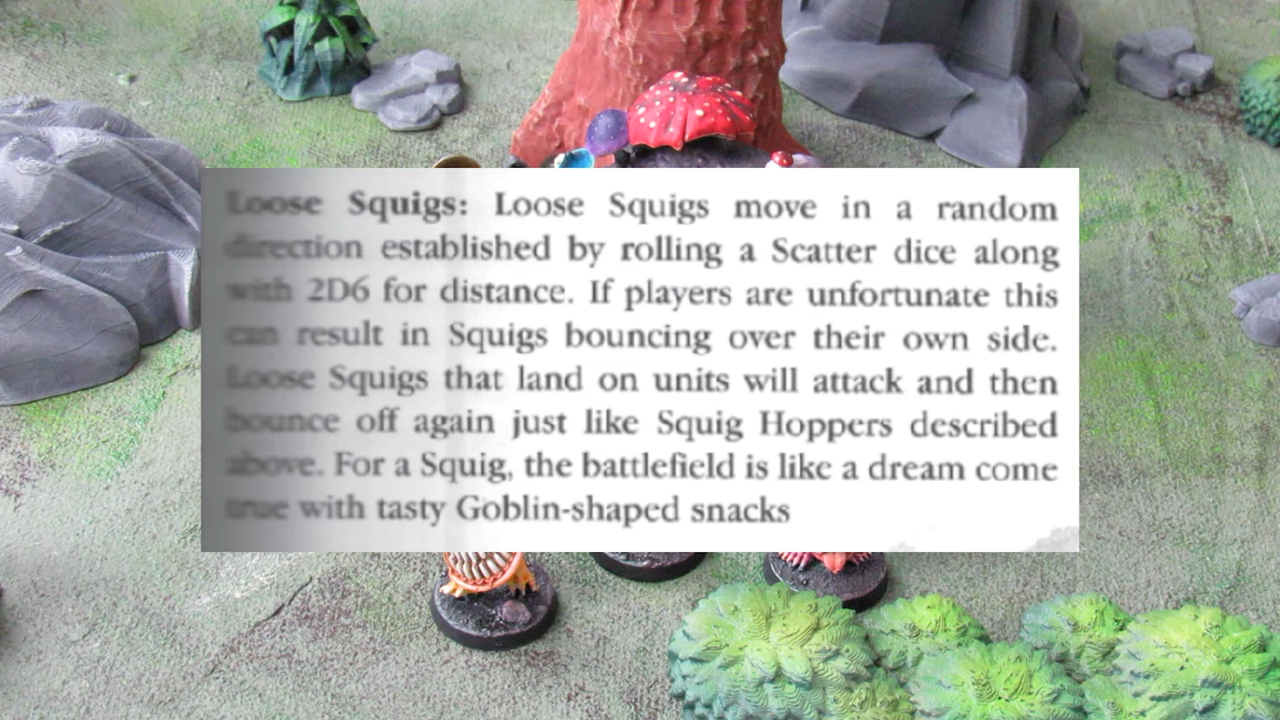 Loose Squigs: Loose Squigs move in a random
direction established by rolling a Scatter dice along
with 2D6 for distance. If players are unfortunate this
can result in Squigs bouncing over their own side.
Loose Squigs that land on units will attack and then
bounce off again just like Squig Hoppers described
above. For a Squig, the battlefield is like a dream come
true with tasty Goblin-shaped snacks